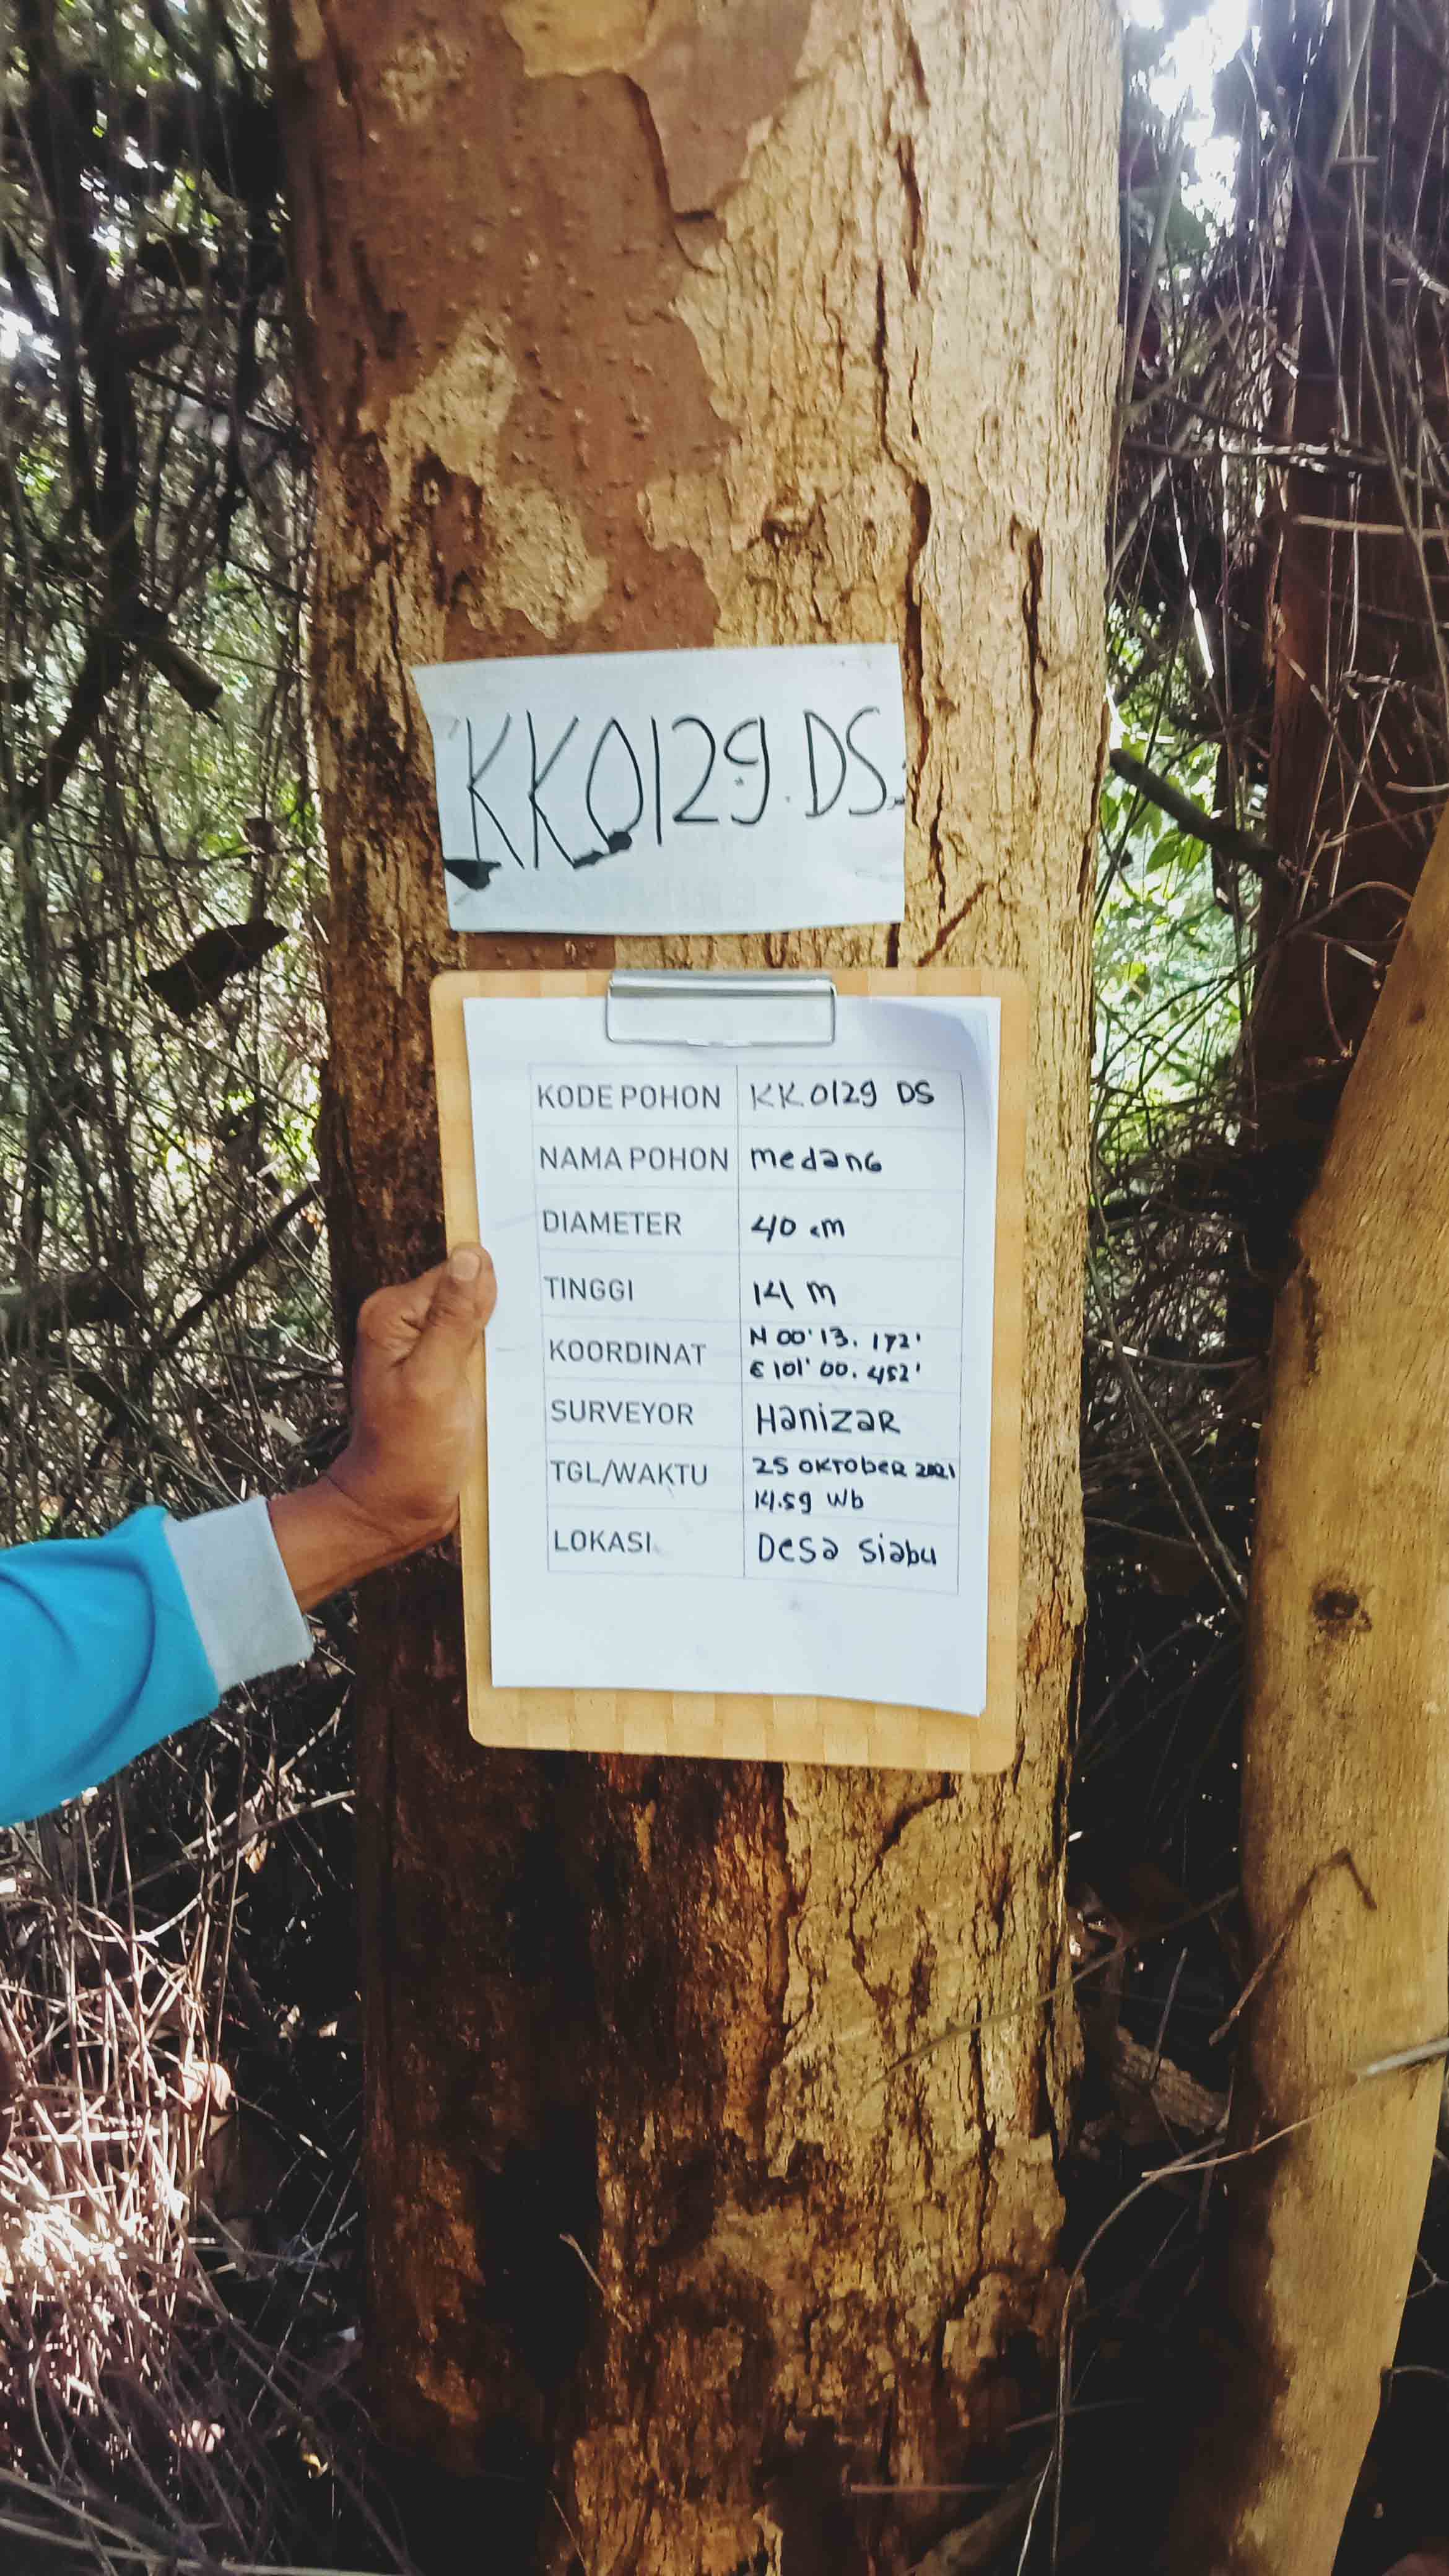 KK0129.DS
KODE POHON KK0129 DS
NAMA POHON medanG
DIAMETER 40 cm
TINGGI 14 m
KOORDINAT N 00'13. 172'
E 101' 00. 452'
SURVEYOR HanizaR
TGL/WAKTU 25 OKTObeR 2021
14.59 Wb
LOKASI Desa siabu